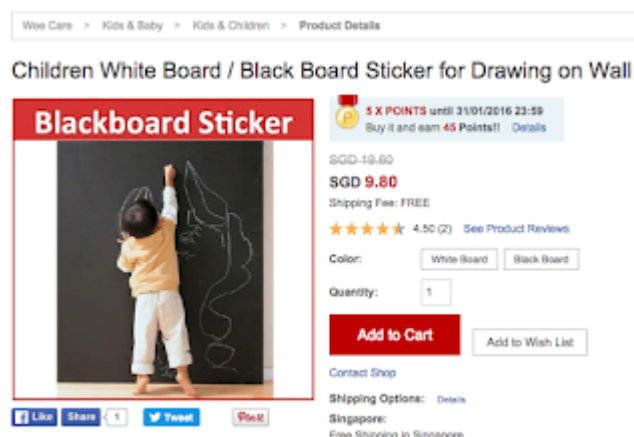 Wee Care > Kids & Baby > Kids & Children > Product Details
Children White Board / Black Board Sticker for Drawing on Wall
Blackboard Sticker
5 X POINTS until 31/01/2016 23:59
Buy it and earn 45 Points!! Details
P
SGD 19.60
SGD 9.80
Shipping Fee: FREE
4.50 (2) See Product Reviews
Color: White Board Black Board
Quantity: 1
Add to Cart
Add to Wish List
Contact Shop
Shipping Options: Details
Singapore:
Free Shipping in Singapore
Like Share 1 Tweet Pin it